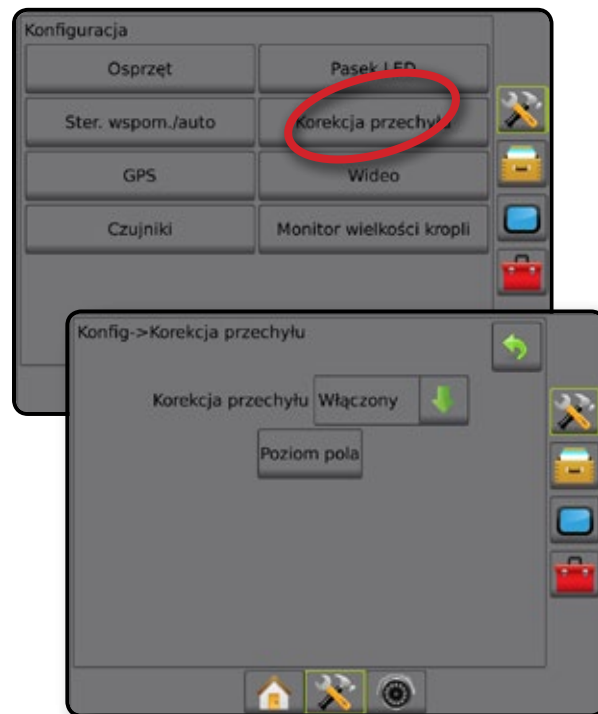 Konfiguracja
Osprzęt
Pasek LED
Ster. wspom./auto
Korekcja przechyłu
GPS
Wideo
Czujniki
Monitor wielkości kropli
Konfig->Korekcja przechyłu
Korekcja przechyłu Włączony
Poziom pola